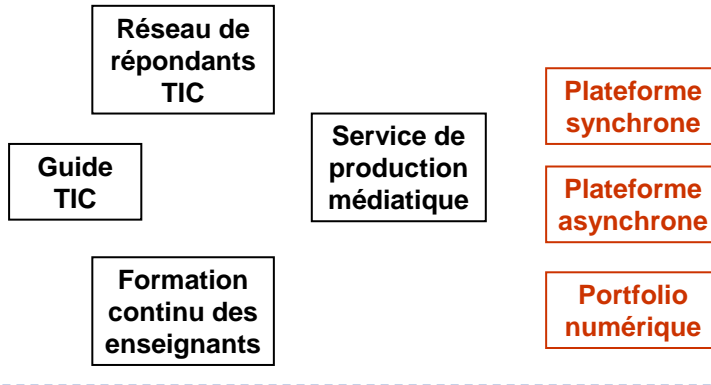 Réseau de
répondants
TIC
Guide
TIC
Formation
continu des
enseignants
Service de
production
médiatique
Plateforme
synchrone
Plateforme
asynchrone
Portfolio
numérique